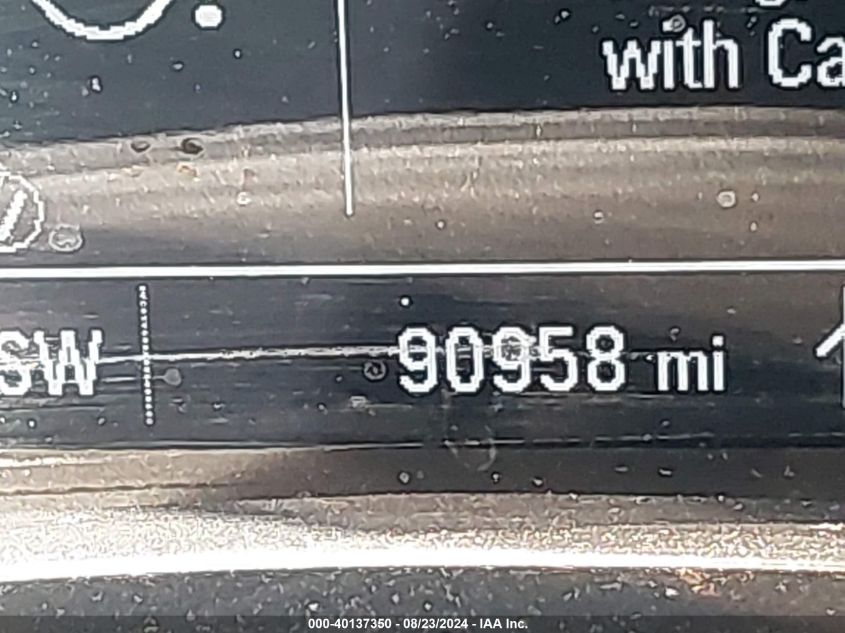 with Ca
SW 90958 mi
000-40137350 - 08/23/2024 - IAA Inc.